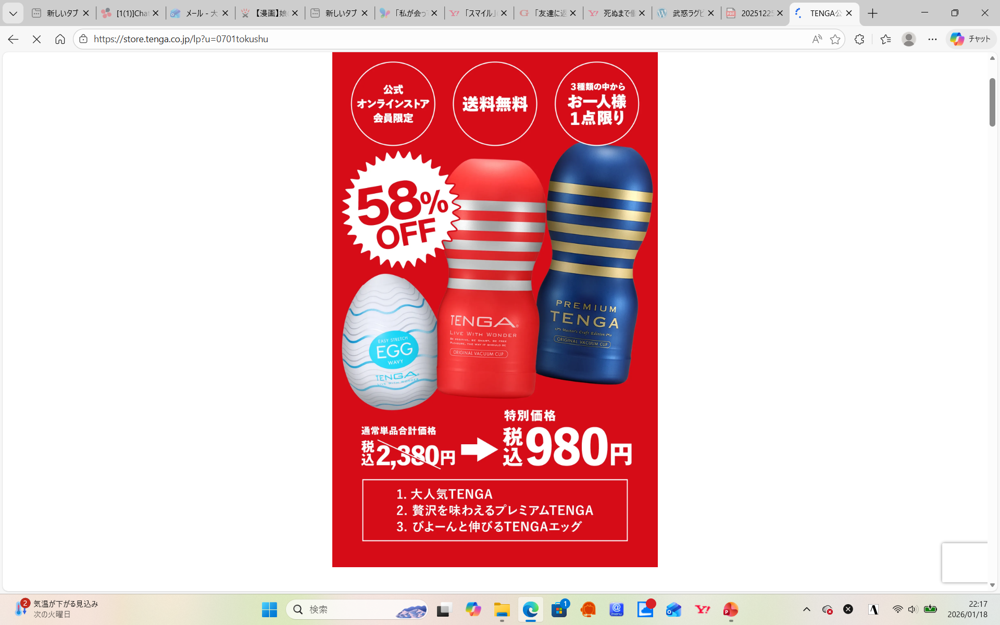 新しいタブ
[1(1)]Cha
メール - 大
【漫画】娘
新しいタブ
「私が会っ
「スマイル」
「友達に返
死ぬまで働
武惑ラグビ
20251225
TENGA公
https://store.tenga.co.jp/lp?u=0701tokushu
チャット
公式
オンラインストア
会員限定
送料無料
3種類の中から
お一人様
1点限り
58%
OFF
PREMIUM
TENGA
Master's Craft Edition
ORIGINAL VACUUM CUP
TENGA
LIVE WITH WONDER
BE POSITIVE, BE SMART, BE FREE
PLEASURE, THE WAY IT SHOULD BE
ORIGINAL VACUUM CUP
EASY STRETCH
EGG
WAVY
TENGA
LIVE WITH WONDER
特別価格
通常単品合計価格
税込2,380円
税込980円
1. 大人気TENGA
2. 贅沢を味わえるプレミアムTENGA
3. びよーんと伸びるTENGAエッグ
2
気温が下がる見込み
次の火曜日
検索
1
@
menu
Y!
22:17
2026/01/18